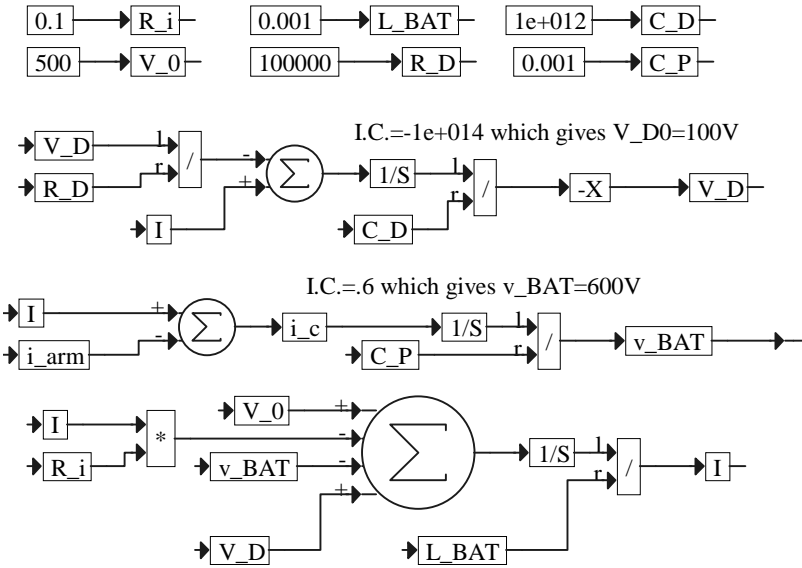 0.1 R_i 0.001 L_BAT 1e+012 C_D
500 V_0 100000 R_D 0.001 C_P
I.C.=-1e+014 which gives V_D0=100V
V_D l / r - Σ + 1/S l / r -X V_D
R_D
I C_D
I.C.=.6 which gives v_BAT=600V
I + Σ - i_c 1/S l / r v_BAT
i_arm C_P
I * V_0 + - - + Σ 1/S l / r I
R_i v_BAT
V_D L_BAT